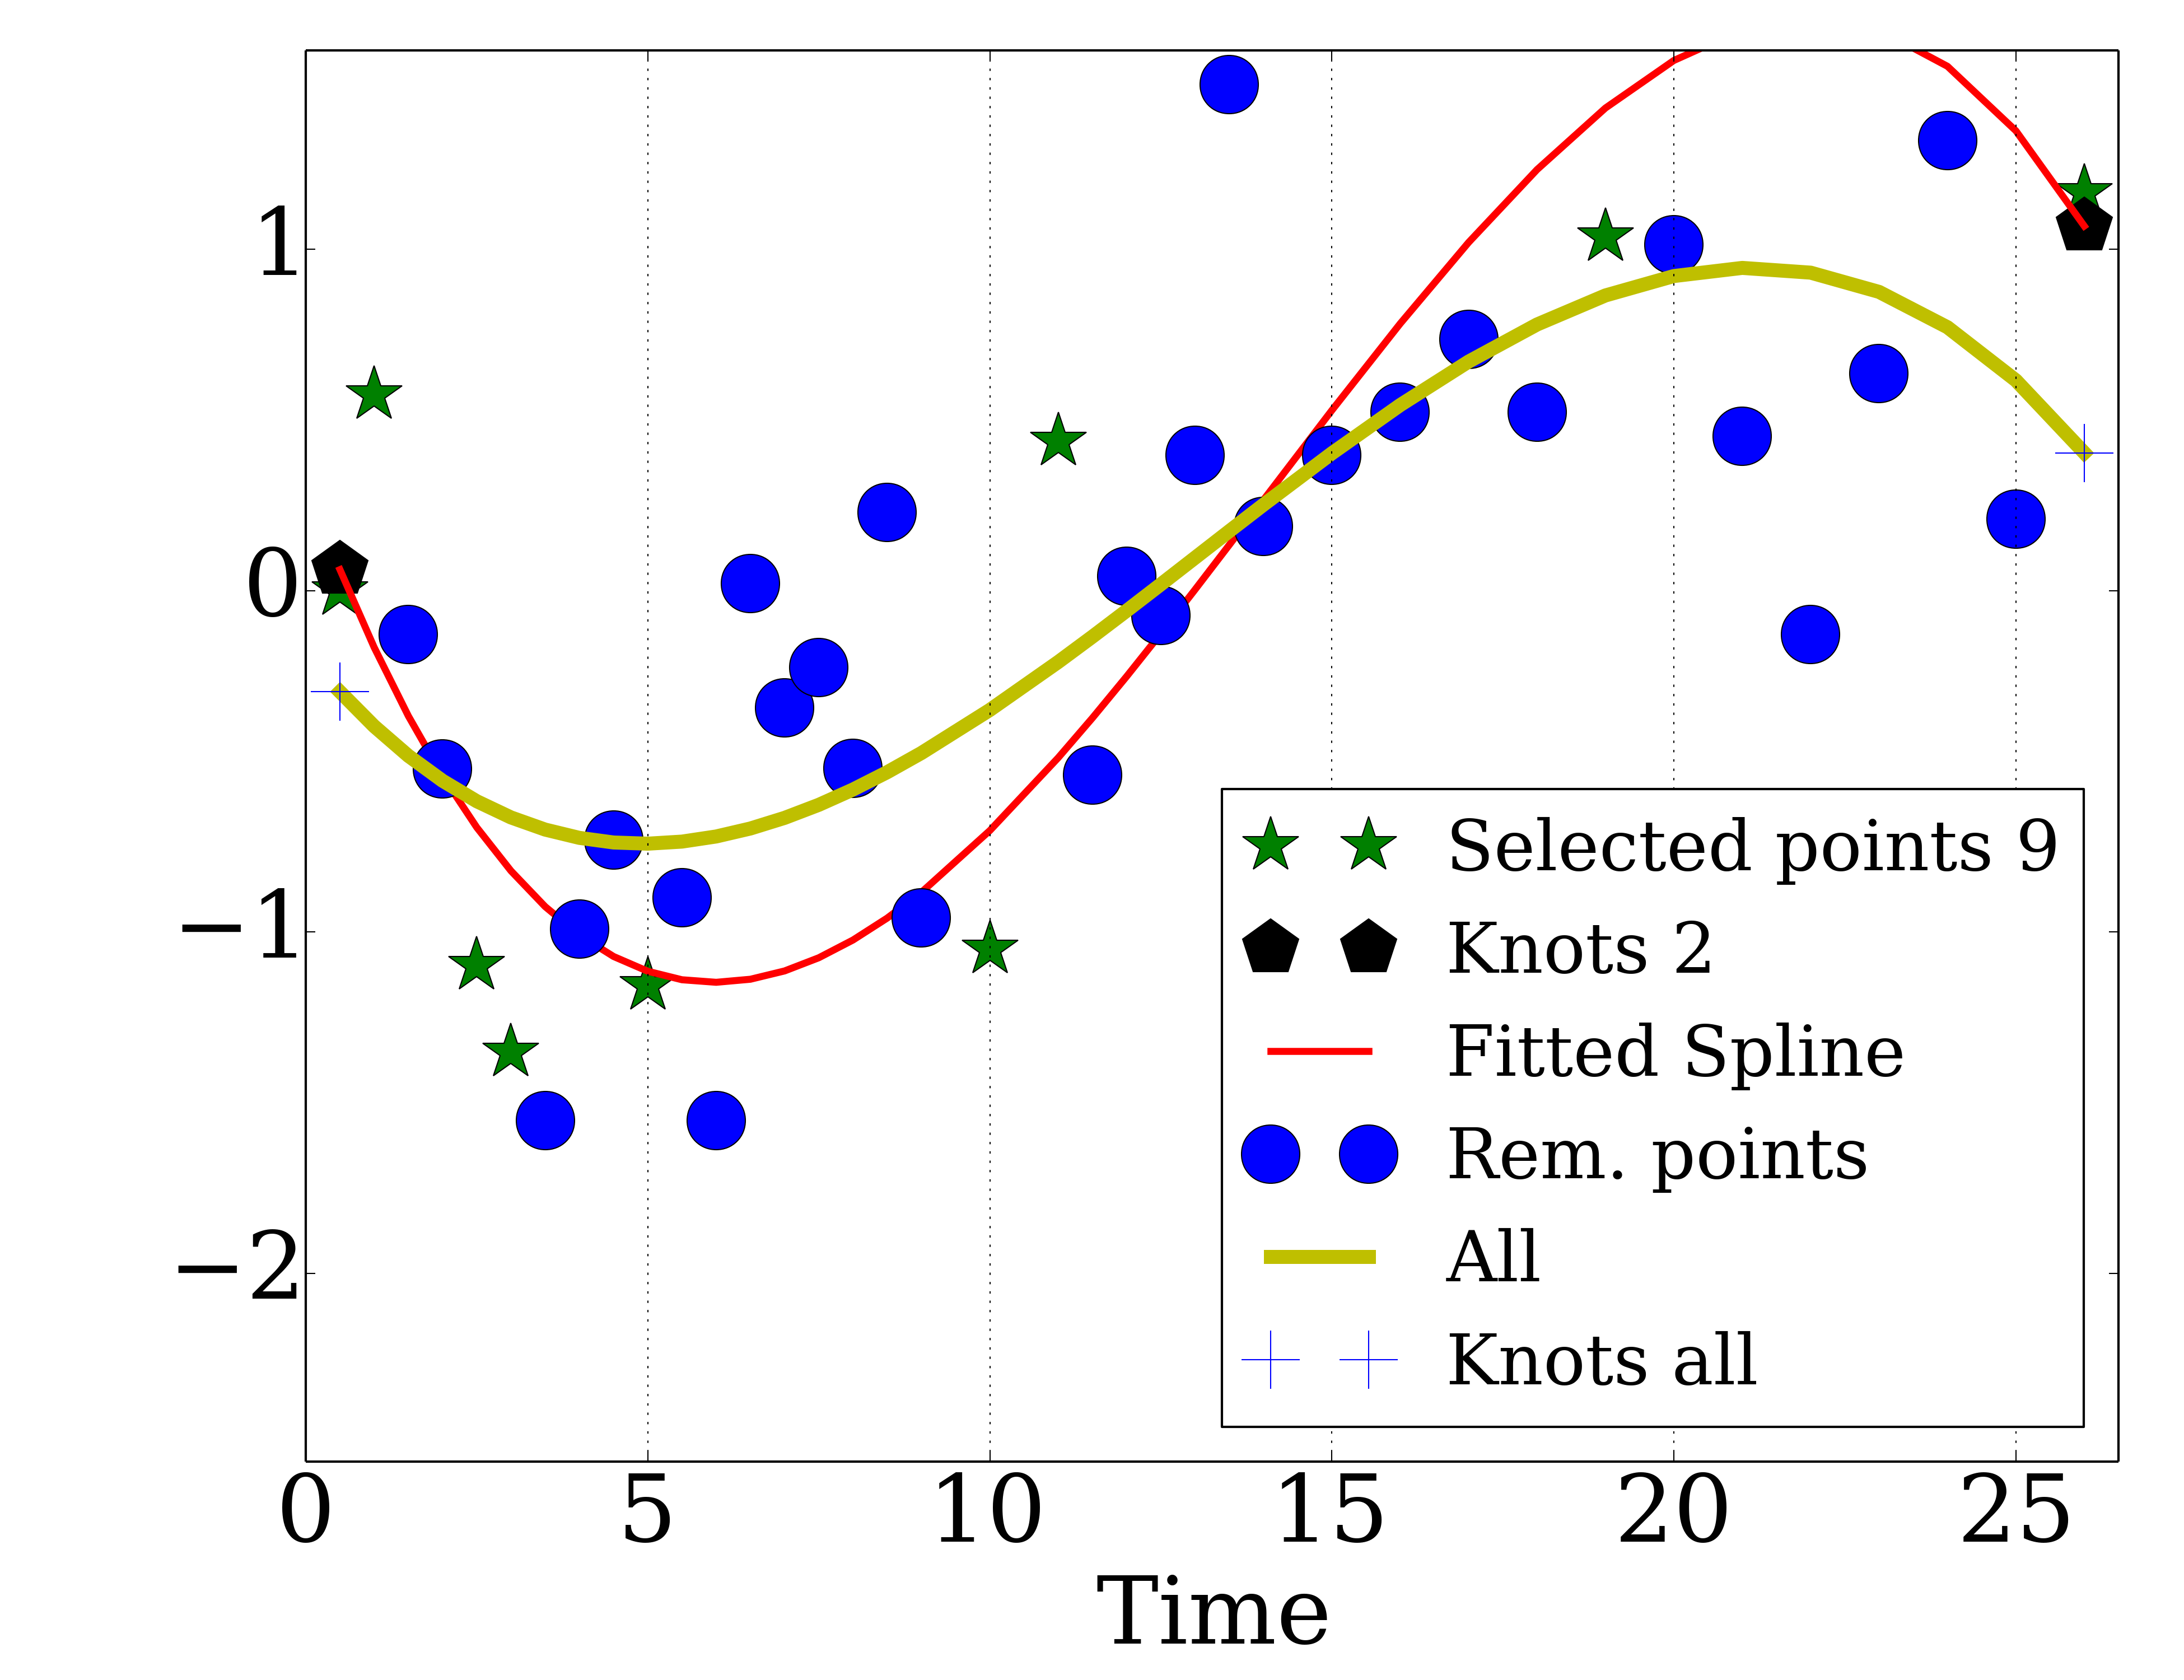 1
0
−1
−2
Selected points 9
Knots 2
Fitted Spline
Rem. points
All
Knots all
0 5 10 15 20 25
Time